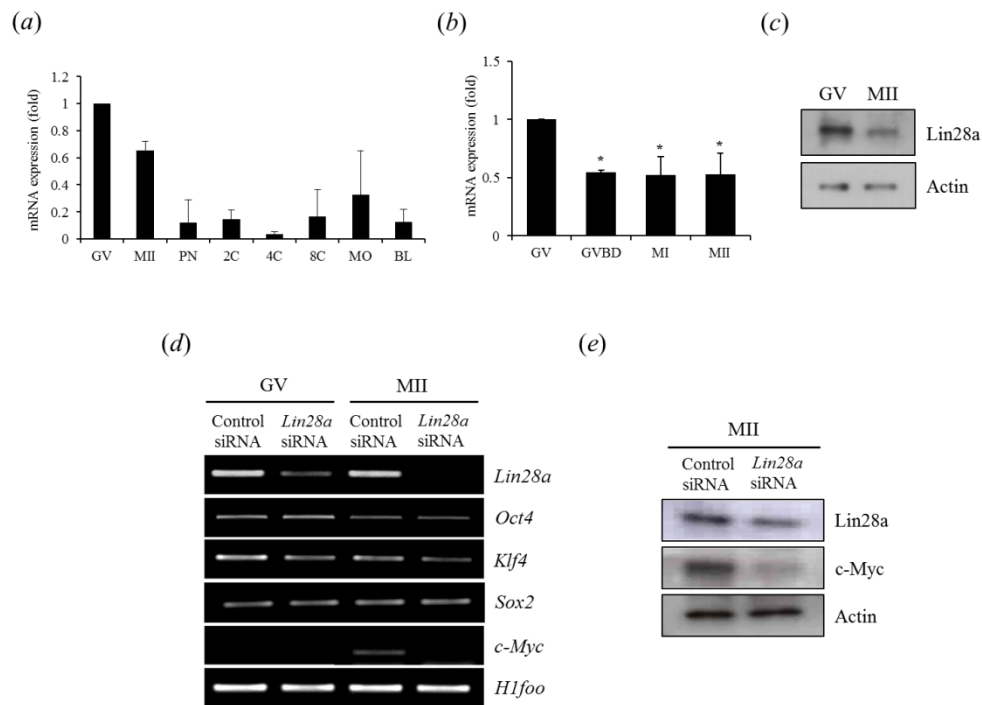 (a)
mRNA expression (fold)
1.2
1
0.8
0.6
0.4
0.2
0
GV MII PN 2C 4C 8C MO BL
(b)
mRNA expression (fold)
1.5
1
0.5
0
* * *
GV GVBD MI MII
(c)
GV MII
Lin28a
Actin
(d)
GV MII
Control Lin28a Control Lin28a
siRNA siRNA siRNA siRNA
Lin28a
Oct4
Klf4
Sox2
c-Myc
H1foo
(e)
MII
Control Lin28a
siRNA siRNA
Lin28a
c-Myc
Actin